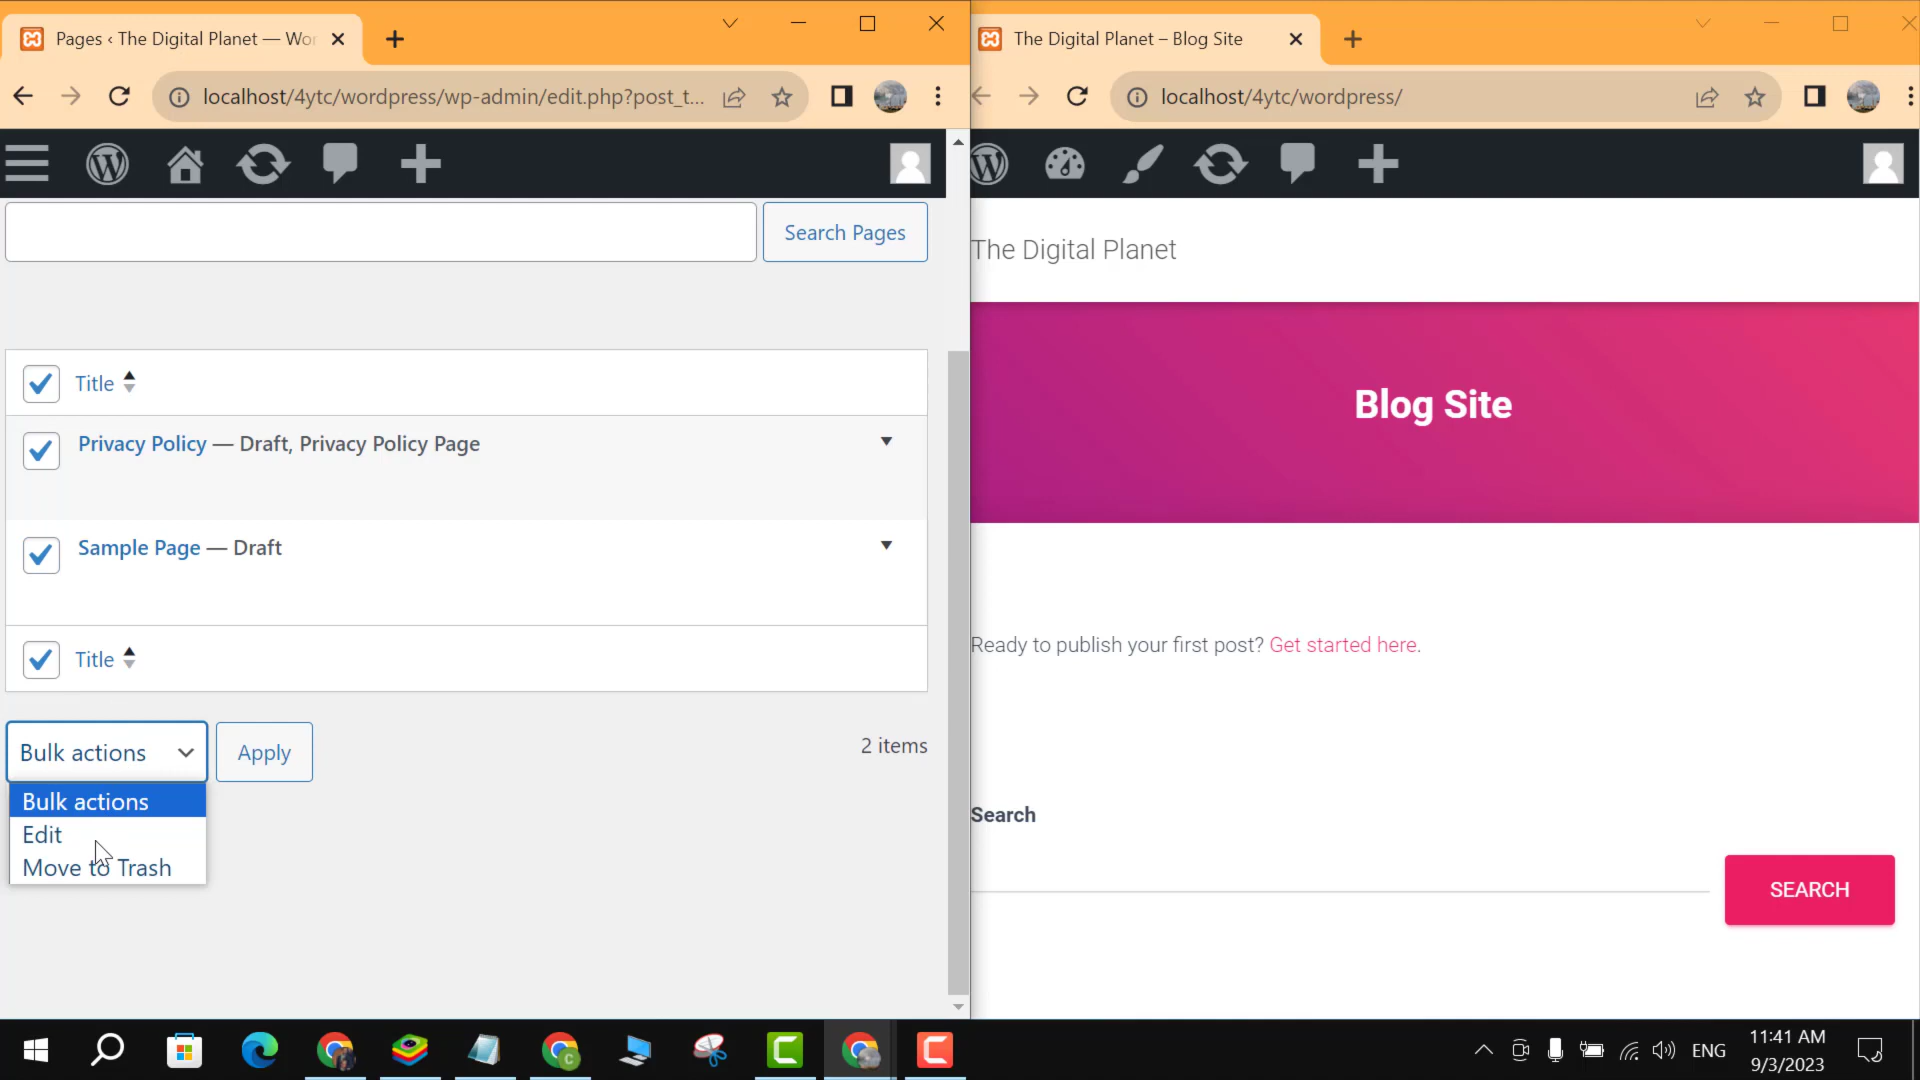 Pages ‹ The Digital Planet — Wor
localhost/4ytc/wordpress/wp-admin/edit.php?post_t...
Search Pages
Title
Privacy Policy — Draft, Privacy Policy Page
Sample Page — Draft
Title
Bulk actions
Apply
2 items
Bulk actions
Edit
Move to Trash
The Digital Planet – Blog Site
localhost/4ytc/wordpress/
The Digital Planet
Blog Site
Ready to publish your first post? Get started here.
Search
SEARCH
ENG
11:41 AM
9/3/2023